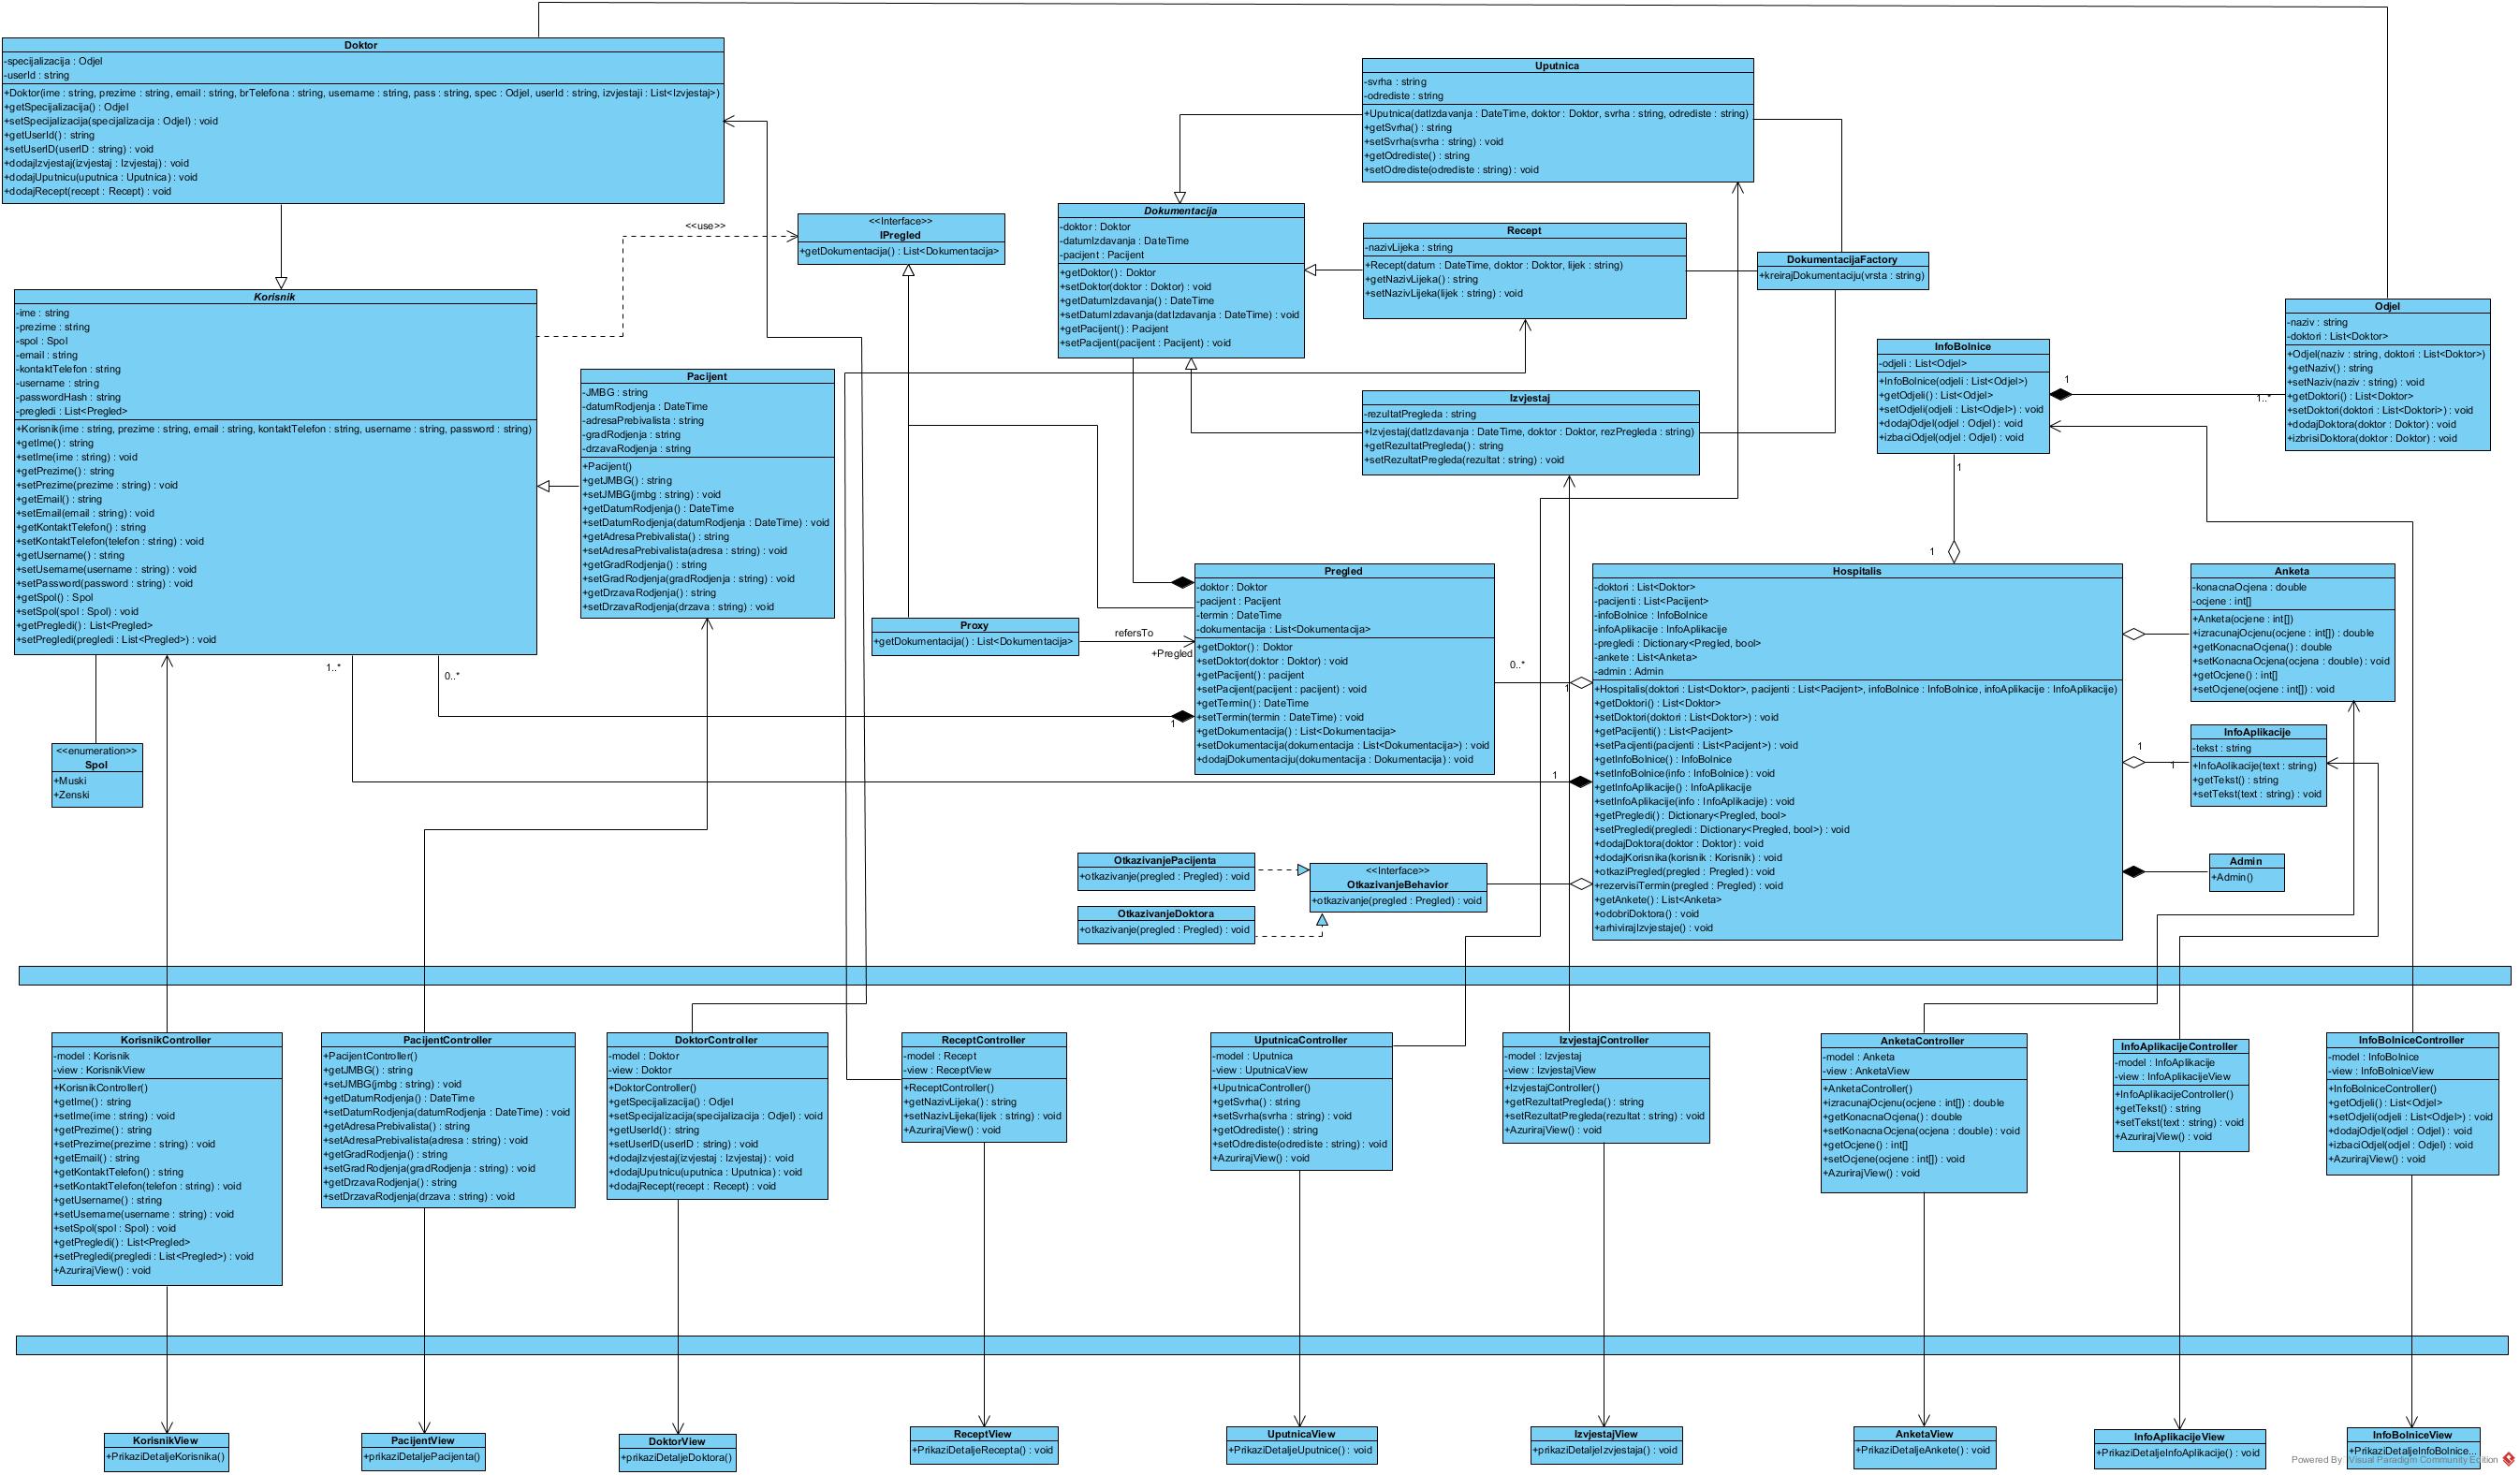 Doktor
-specijalizacija : Odjel
-userId : string
+Doktor(ime : string, prezime : string, email : string, brTelefona : string, username : string, pass : string, spec : Odjel, userId : string, izvjestaji : List<Izvjestaj>)
+getSpecijalizacija() : Odjel
+setSpecijalizacija(specijalizacija : Odjel) : void
+getUserId() : string
+setUserID(userID : string) : void
+dodajIzvjestaj(izvjestaj : Izvjestaj) : void
+dodajUputnicu(uputnica : Uputnica) : void
+dodajRecept(recept : Recept) : void
Uputnica
-svrha : string
-odrediste : string
+Uputnica(datIzdavanja : DateTime, doktor : Doktor, svrha : string, odrediste : string)
+getSvrha() : string
+setSvrha(svrha : string) : void
+getOdrediste() : string
+setOdrediste(odrediste : string) : void
<<use>>
<<Interface>>
IPregled
+getDokumentacija() : List<Dokumentacija>
Dokumentacija
-doktor : Doktor
-datumIzdavanja : DateTime
-pacijent : Pacijent
+getDoktor() : Doktor
+setDoktor(doktor : Doktor) : void
+getDatumIzdavanja() : DateTime
+setDatumIzdavanja(datIzdavanja : DateTime) : void
+getPacijent() : Pacijent
+setPacijent(pacijent : Pacijent) : void
Recept
-nazivLijeka : string
+Recept(datum : DateTime, doktor : Doktor, lijek : string)
+getNazivLijeka() : string
+setNazivLijeka(lijek : string) : void
DokumentacijaFactory
+kreirajDokumentaciju(vrsta : string)
Korisnik
-ime : string
-prezime : string
-spol : Spol
-email : string
-kontaktTelefon : string
-username : string
-passwordHash : string
-pregledi : List<Pregled>
+Korisnik(ime : string, prezime : string, email : string, kontaktTelefon : string, username : string, password : string)
+getIme() : string
+setIme(ime : string) : void
+getPrezime() : string
+setPrezime(prezime : string) : void
+getEmail() : string
+setEmail(email : string) : void
+getKontaktTelefon() : string
+setKontaktTelefon(telefon : string) : void
+getUsername() : string
+setUsername(username : string) : void
+setPassword(password : string) : void
+getSpol() : Spol
+setSpol(spol : Spol) : void
+getPregledi() : List<Pregled>
+setPregledi(pregledi : List<Pregled>) : void
Pacijent
-JMBG : string
-datumRodjenja : DateTime
-adresaPrebivalista : string
-gradRodjenja : string
-drzavaRodjenja : string
+Pacijent()
+getJMBG() : string
+setJMBG(jmbg : string) : void
+getDatumRodjenja() : DateTime
+setDatumRodjenja(datumRodjenja : DateTime) : void
+getAdresaPrebivalista() : string
+setAdresaPrebivalista(adresa : string) : void
+getGradRodjenja() : string
+setGradRodjenja(gradRodjenja : string) : void
+getDrzavaRodjenja() : string
+setDrzavaRodjenja(drzava : string) : void
Izvjestaj
-rezultatPregleda : string
+Izvjestaj(datIzdavanja : DateTime, doktor : Doktor, rezPregleda : string)
+getRezultatPregleda() : string
+setRezultatPregleda(rezultat : string) : void
InfoBolnice
-odjeli : List<Odjel>
+InfoBolnice(odjeli : List<Odjel>)
+getOdjeli() : List<Odjel>
+setOdjeli(odjeli : List<Odjel>) : void
+dodajOdjel(odjel : Odjel) : void
+izbaciOdjel(odjel : Odjel) : void
1
1..*
Odjel
-naziv : string
-doktori : List<Doktor>
+Odjel(naziv : string, doktori : List<Doktor>)
+getNaziv() : string
+setNaziv(naziv : string) : void
+getDoktori() : List<Doktor>
+setDoktori(doktori : List<Doktori>) : void
+dodajDoktora(doktor : Doktor) : void
+izbrisiDoktora(doktor : Doktor) : void
1
1
Proxy
+getDokumentacija() : List<Dokumentacija>
refersTo
+Pregled
Pregled
-doktor : Doktor
-pacijent : Pacijent
-termin : DateTime
-dokumentacija : List<Dokumentacija>
+getDoktor() : Doktor
+setDoktor(doktor : Doktor) : void
+getPacijent() : pacijent
+setPacijent(pacijent : pacijent) : void
+getTermin() : DateTime
+setTermin(termin : DateTime) : void
+getDokumentacija() : List<Dokumentacija>
+setDokumentacija(dokumentacija : List<Dokumentacija>) : void
+dodajDokumentaciju(dokumentacija : Dokumentacija) : void
0..*
1
Hospitalis
-doktori : List<Doktor>
-pacijenti : List<Pacijent>
-infoBolnice : InfoBolnice
-infoAplikacije : InfoAplikacije
-pregledi : Dictionary<Pregled, bool>
-ankete : List<Anketa>
-admin : Admin
+Hospitalis(doktori : List<Doktor>, pacijenti : List<Pacijent>, infoBolnice : InfoBolnice, infoAplikacije : InfoAplikacije)
+getDoktori() : List<Doktor>
+setDoktori(doktori : List<Doktor>) : void
+getPacijenti() : List<Pacijent>
+setPacijenti(pacijenti : List<Pacijent>) : void
+getInfoBolnice() : InfoBolnice
+setInfoBolnice(info : InfoBolnice) : void
+getInfoAplikacije() : InfoAplikacije
+setInfoAplikacije(info : InfoAplikacije) : void
+getPregledi() : Dictionary<Pregled, bool>
+setPregledi(pregledi : Dictionary<Pregled, bool>) : void
+dodajDoktora(doktor : Doktor) : void
+dodajKorisnika(korisnik : Korisnik) : void
+otkaziPregled(pregled : Pregled) : void
+rezervisiTermin(pregled : Pregled) : void
+getAnkete() : List<Anketa>
+odobriDoktora() : void
+arhivirajIzvjestaje() : void
Anketa
-konacnaOcjena : double
-ocjene : int[]
+Anketa(ocjene : int[])
+izracunajOcjenu(ocjene : int[]) : double
+getKonacnaOcjena() : double
+setKonacnaOcjena(ocjena : double) : void
+getOcjene() : int[]
+setOcjene(ocjene : int[]) : void
InfoAplikacije
-tekst : string
+InfoAolikacije(text : string)
+getTekst() : string
+setTekst(text : string) : void
1
1
1..*
0..*
1
1
<<enumeration>>
Spol
+Muski
+Zenski
OtkazivanjePacijenta
+otkazivanje(pregled : Pregled) : void
OtkazivanjeDoktora
+otkazivanje(pregled : Pregled) : void
<<Interface>>
OtkazivanjeBehavior
+otkazivanje(pregled : Pregled) : void
Admin
+Admin()
KorisnikController
-model : Korisnik
-view : KorisnikView
+KorisnikController()
+getIme() : string
+setIme(ime : string) : void
+getPrezime() : string
+setPrezime(prezime : string) : void
+getEmail() : string
+getKontaktTelefon() : string
+setKontaktTelefon(telefon : string) : void
+getUsername() : string
+setUsername(username : string) : void
+setSpol(spol : Spol) : void
+getPregledi() : List<Pregled>
+setPregledi(pregledi : List<Pregled>) : void
+AzurirajView() : void
PacijentController
+PacijentController()
+getJMBG() : string
+setJMBG(jmbg : string) : void
+getDatumRodjenja() : DateTime
+setDatumRodjenja(datumRodjenja : DateTime) : void
+getAdresaPrebivalista() : string
+setAdresaPrebivalista(adresa : string) : void
+getGradRodjenja() : string
+setGradRodjenja(gradRodjenja : string) : void
+getDrzavaRodjenja() : string
+setDrzavaRodjenja(drzava : string) : void
DoktorController
-model : Doktor
-view : Doktor
+DoktorController()
+getSpecijalizacija() : Odjel
+setSpecijalizacija(specijalizacija : Odjel) : void
+getUserId() : string
+setUserID(userID : string) : void
+dodajIzvjestaj(izvjestaj : Izvjestaj) : void
+dodajUputnicu(uputnica : Uputnica) : void
+dodajRecept(recept : Recept) : void
ReceptController
-model : Recept
-view : ReceptView
+ReceptController()
+getNazivLijeka() : string
+setNazivLijeka(lijek : string) : void
+AzurirajView() : void
UputnicaController
-model : Uputnica
-view : UputnicaView
+UputnicaController()
+getSvrha() : string
+setSvrha(svrha : string) : void
+getOdrediste() : string
+setOdrediste(odrediste : string) : void
+AzurirajView() : void
IzvjestajController
-model : Izvjestaj
-view : IzvjestajView
+IzvjestajController()
+getRezultatPregleda() : string
+setRezultatPregleda(rezultat : string) : void
+AzurirajView() : void
AnketaController
-model : Anketa
-view : AnketaView
+AnketaController()
+izracunajOcjenu(ocjene : int[]) : double
+getKonacnaOcjena() : double
+setKonacnaOcjena(ocjena : double) : void
+getOcjene() : int[]
+setOcjene(ocjene : int[]) : void
+AzurirajView() : void
InfoAplikacijeController
-model : InfoAplikacije
-view : InfoAplikacijeView
+InfoAplikacijeController()
+getTekst() : string
+setTekst(text : string) : void
+AzurirajView() : void
InfoBolniceController
-model : InfoBolnice
-view : InfoBolniceView
+InfoBolniceController()
+getOdjeli() : List<Odjel>
+setOdjeli(odjeli : List<Odjel>) : void
+dodajOdjel(odjel : Odjel) : void
+izbaciOdjel(odjel : Odjel) : void
+AzurirajView() : void
KorisnikView
+PrikaziDetaljeKorisnika()
PacijentView
+prikaziDetaljePacijenta()
DoktorView
+prikaziDetaljeDoktora()
ReceptView
+PrikaziDetaljeRecepta() : void
UputnicaView
+PrikaziDetaljeUputnice() : void
IzvjestajView
+prikaziDetaljeIzvjestaja() : void
AnketaView
+PrikaziDetaljeAnkete() : void
InfoAplikacijeView
+PrikaziDetaljeInfoAplikacije() : void
InfoBolniceView
+PrikaziDetaljeInfoBolnice...
Powered By Visual Paradigm Community Edition